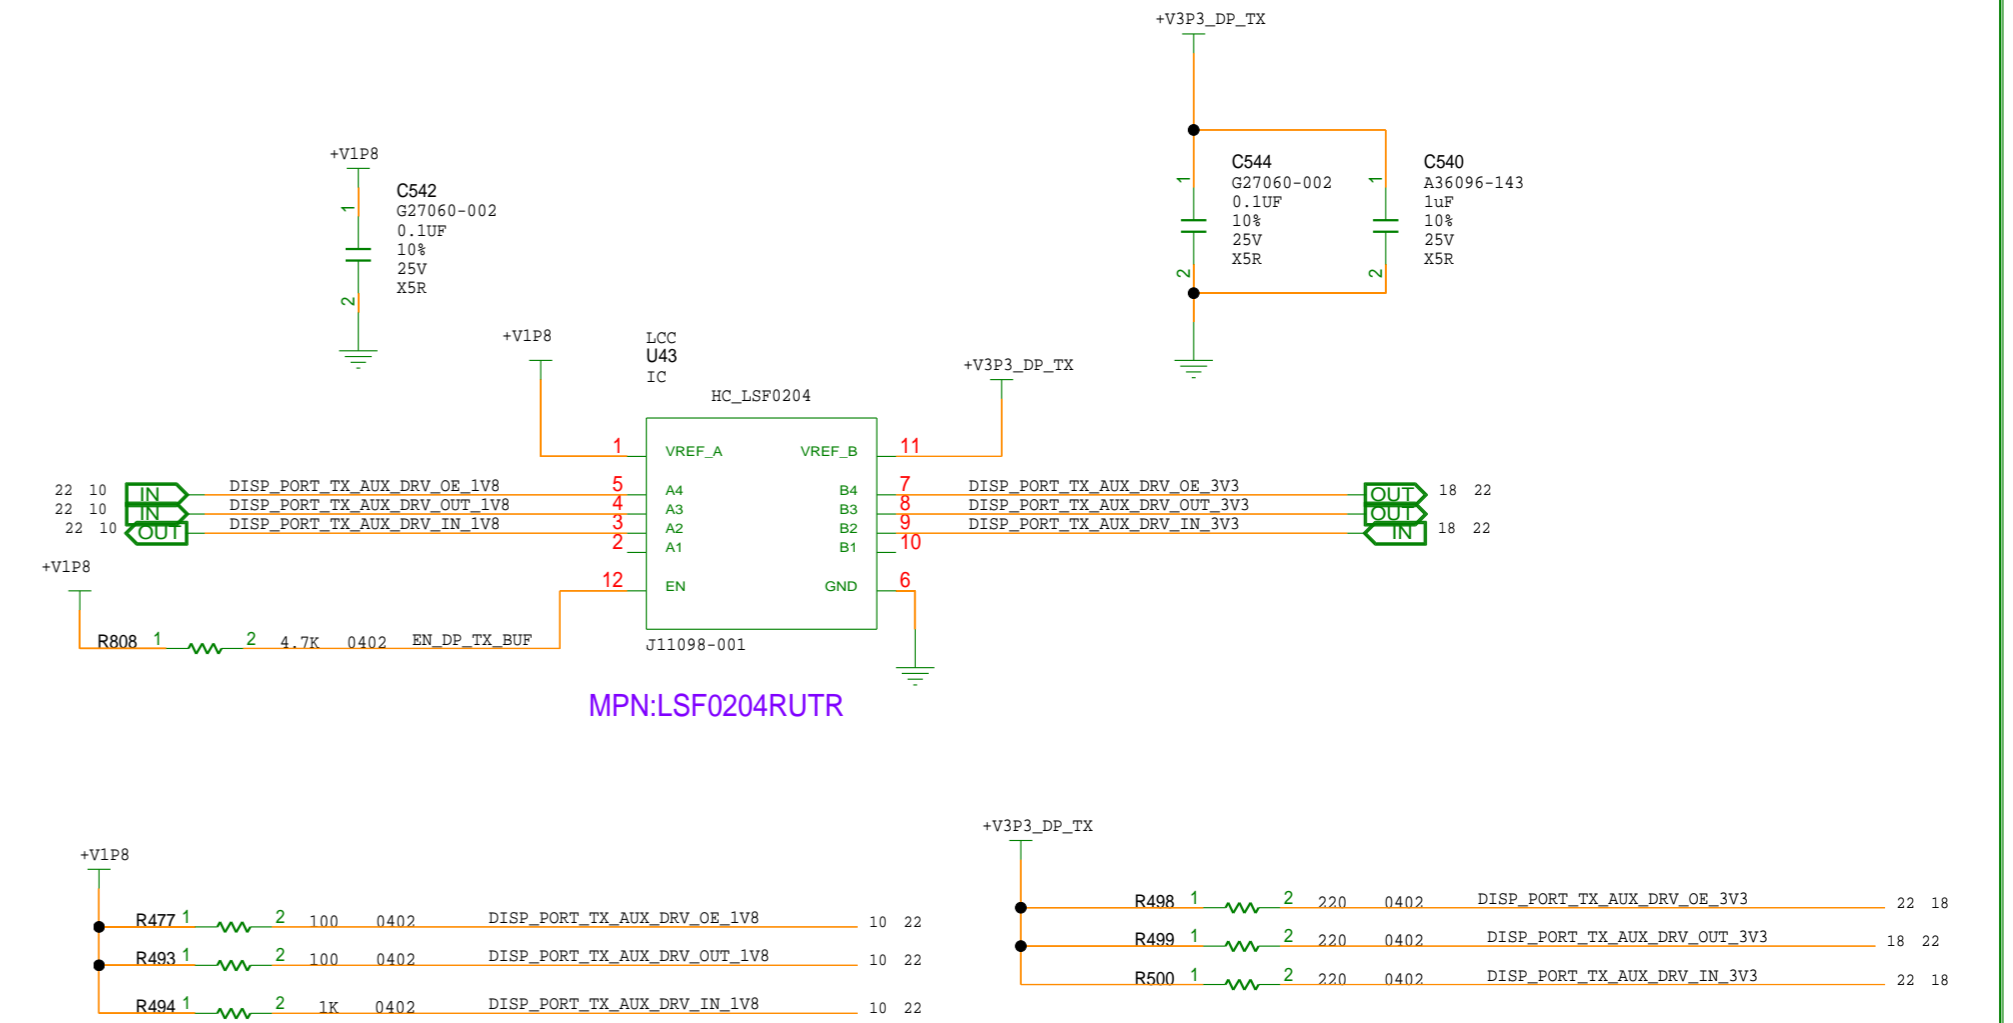 +V3P3_DP_TX
+V1P8
C542
G27060-002
0.1UF
10%
25V
X5R
1
2
C544
G27060-002
0.1UF
10%
25V
X5R
1
2
C540
A36096-143
1uF
10%
25V
X5R
1
2
+V1P8
LCC
U43
IC
+V3P3_DP_TX
HC_LSF0204
1 VREF_A VREF_B 11
22 10 IN DISP_PORT_TX_AUX_DRV_OE_1V8 5 A4 B4 7 DISP_PORT_TX_AUX_DRV_OE_3V3 OUT 18 22
22 10 IN DISP_PORT_TX_AUX_DRV_OUT_1V8 4 A3 B3 8 DISP_PORT_TX_AUX_DRV_OUT_3V3 OUT
22 10 OUT DISP_PORT_TX_AUX_DRV_IN_1V8 3 A2 B2 9 DISP_PORT_TX_AUX_DRV_IN_3V3 IN 18 22
2 A1 B1 10
+V1P8
12 EN GND 6
R808 1 2 4.7K 0402 EN_DP_TX_BUF
J11098-001
MPN:LSF0204RUTR
+V1P8
R477 1 2 100 0402 DISP_PORT_TX_AUX_DRV_OE_1V8 10 22
R493 1 2 100 0402 DISP_PORT_TX_AUX_DRV_OUT_1V8 10 22
R494 1 2 1K 0402 DISP_PORT_TX_AUX_DRV_IN_1V8 10 22
+V3P3_DP_TX
R498 1 2 220 0402 DISP_PORT_TX_AUX_DRV_OE_3V3 22 18
R499 1 2 220 0402 DISP_PORT_TX_AUX_DRV_OUT_3V3 18 22
R500 1 2 220 0402 DISP_PORT_TX_AUX_DRV_IN_3V3 22 18